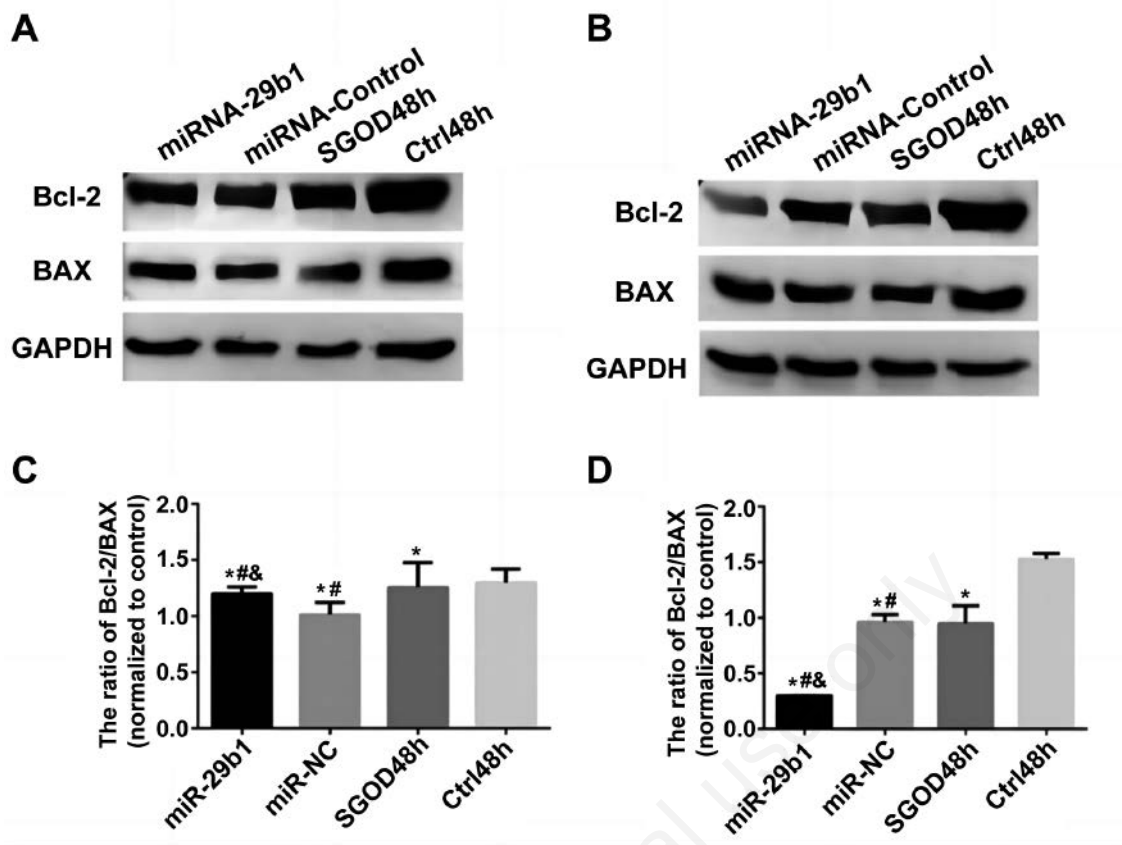 A
miRNA-29b1
miRNA-Control
SGOD48h
Ctrl48h
Bcl-2
BAX
GAPDH
B
miRNA-29b1
miRNA-Control
SGOD48h
Ctrl48h
Bcl-2
BAX
GAPDH
C
The ratio of Bcl-2/BAX
(normalized to control)
2.0
1.5
1.0
0.5
0.0
*#&
*#
*
miR-29b1
miR-NC
SGOD48h
Ctrl48h
D
The ratio of Bcl-2/BAX
(normalized to control)
2.0
1.5
1.0
0.5
0.0
*#&
*#
*
miR-29b1
miR-NC
SGOD48h
Ctrl48h
al us only